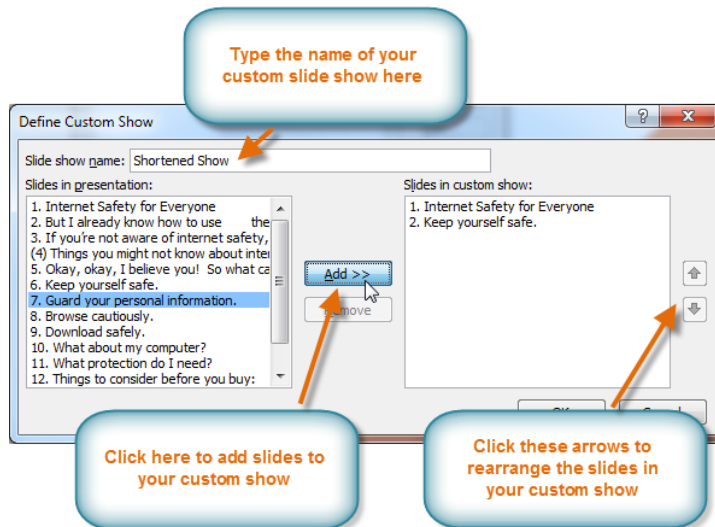 Type the name of your
custom slide show here
Define Custom Show
Slide show name: Shortened Show
Slides in presentation:
1. Internet Safety for Everyone
2. But I already know how to use the
3. If you're not aware of internet safety,
(4) Things you might not know about inter
5. Okay, okay, I believe you! So what ca
6. Keep yourself safe.
7. Guard your personal information.
8. Browse cautiously.
9. Download safely.
10. What about my computer?
11. What protection do I need?
12. Things to consider before you buy:
Add >>
Remove
Slides in custom show:
1. Internet Safety for Everyone
2. Keep yourself safe.
Click here to add slides to
your custom show
Click these arrows to
rearrange the slides in
your custom show